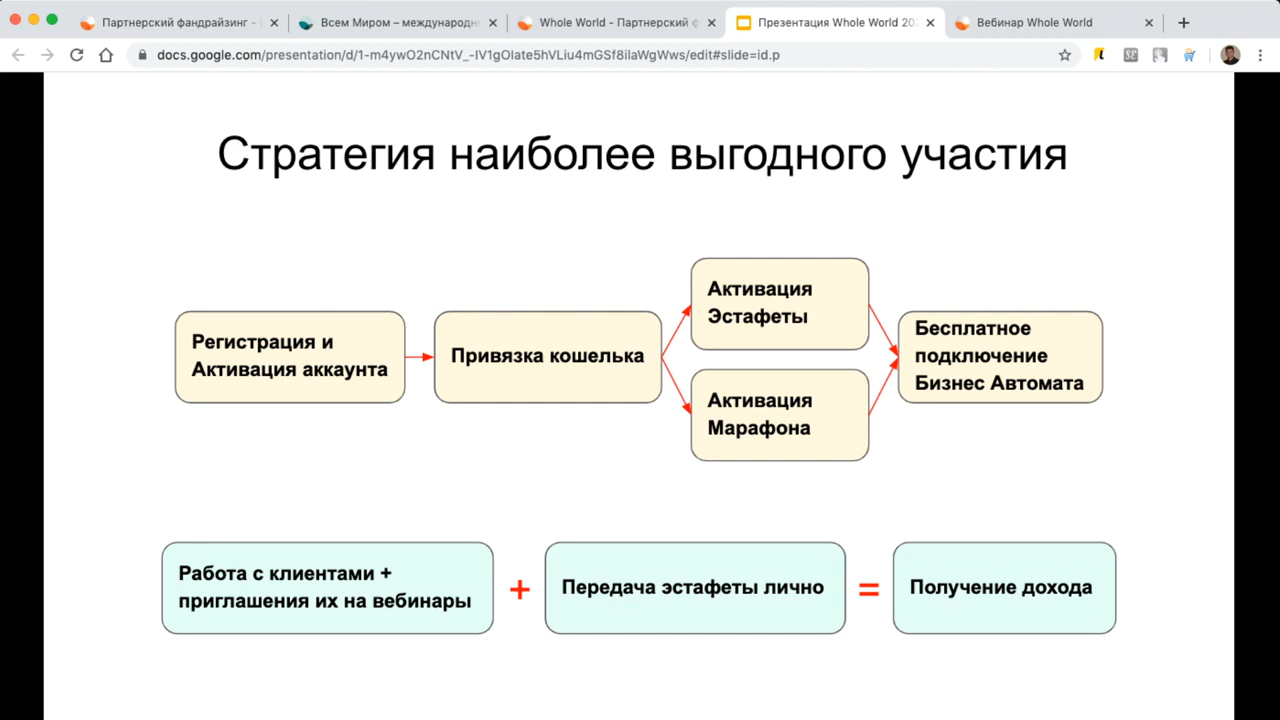 Партнерский фандрайзинг -
Всем Миром – международн
Whole World - Партнерский ф
Презентация Whole World 202
Вебинар Whole World
docs.google.com/presentation/d/1-m4ywO2nCNtV_-IV1gOlate5hVLiu4mGSf8ilaWgWws/edit#slide=id.p
Стратегия наиболее выгодного участия
Регистрация и
Активация аккаунта
Привязка кошелька
Активация
Эстафеты
Активация
Марафона
Бесплатное
подключение
Бизнес Автомата
Работа с клиентами +
приглашения их на вебинары
+
Передача эстафеты лично
=
Получение дохода